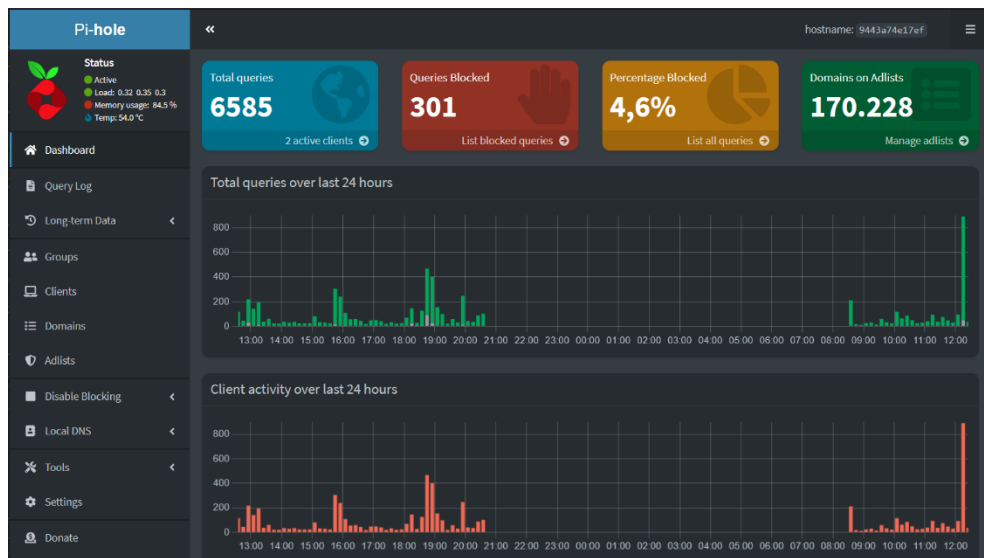 Pi-hole
hostname: 9443a74e17ef
Status
Active
Load: 0.32 0.35 0.3
Memory usage: 84.5 %
Temp: 54.0 °C
Dashboard
Query Log
Long-term Data
Groups
Clients
Domains
Adlists
Disable Blocking
Local DNS
Tools
Settings
Donate
Total queries
6585
2 active clients
Queries Blocked
301
List blocked queries
Percentage Blocked
4,6%
List all queries
Domains on Adlists
170.228
Manage adlists
Total queries over last 24 hours
800
600
400
200
0
13:00 14:00 15:00 16:00 17:00 18:00 19:00 20:00 21:00 22:00 23:00 00:00 01:00 02:00 03:00 04:00 05:00 06:00 07:00 08:00 09:00 10:00 11:00 12:00
Client activity over last 24 hours
800
600
400
200
0
13:00 14:00 15:00 16:00 17:00 18:00 19:00 20:00 21:00 22:00 23:00 00:00 01:00 02:00 03:00 04:00 05:00 06:00 07:00 08:00 09:00 10:00 11:00 12:00